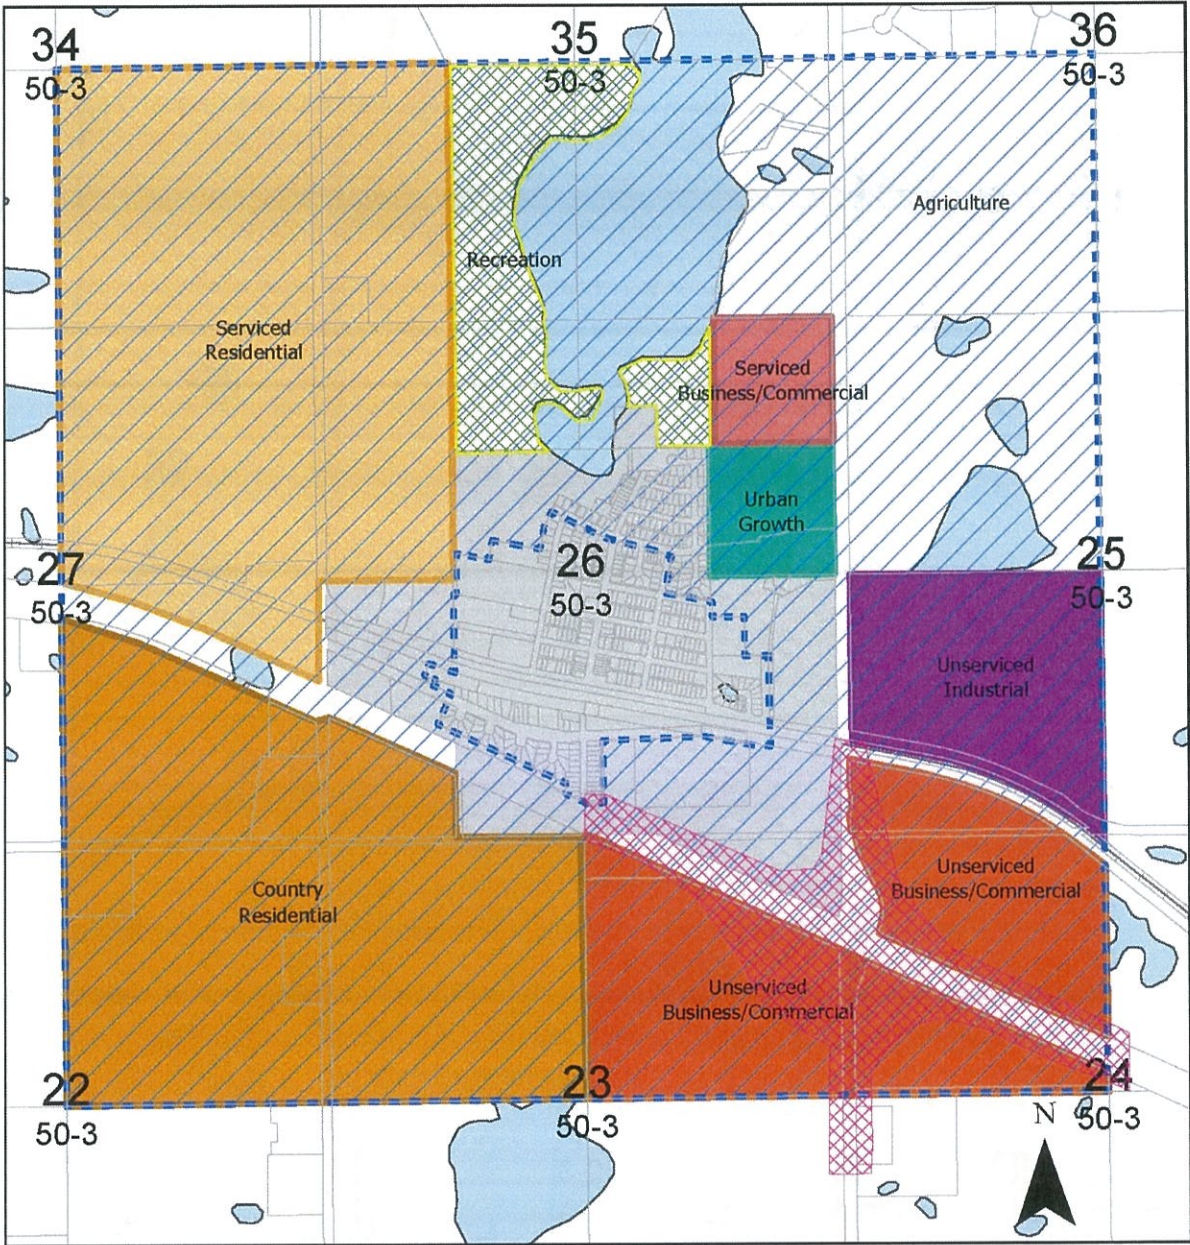 34
35
36
50-3
50-3
50-3
Agriculture
Recreation
Serviced
Residential
Serviced
Business/Commercial
Urban
Growth
27
26
25
50-3
50-3
50-3
Unserviced
Industrial
Country
Residential
Unserviced
Business/Commercial
Unserviced
Business/Commercial
22
23
24
50-3
50-3
50-3
N